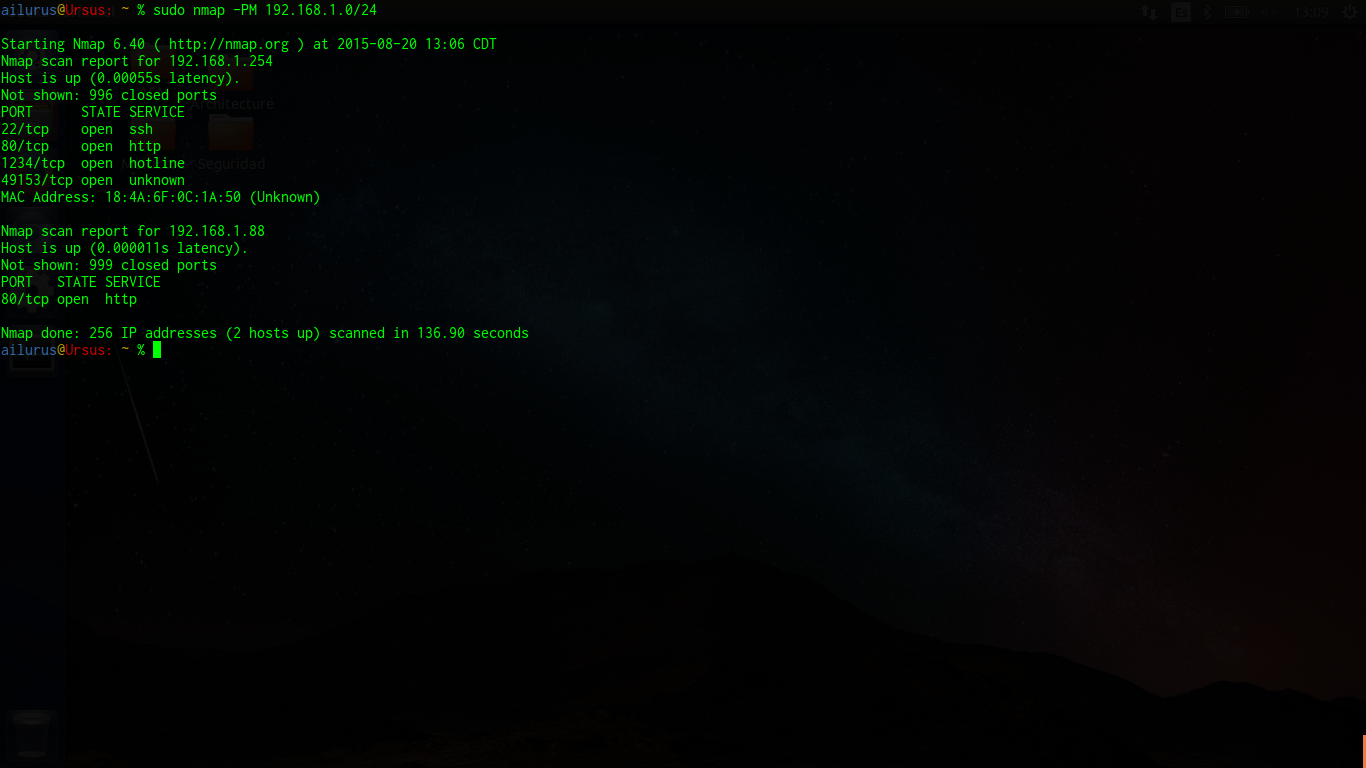 ailurus@Ursus: ~ % sudo nmap -PM 192.168.1.0/24
13:09
Starting Nmap 6.40 ( http://nmap.org ) at 2015-08-20 13:06 CDT
Nmap scan report for 192.168.1.254
Host is up (0.00055s latency).
Not shown: 996 closed ports
Architecture
PORT      STATE SERVICE
22/tcp    open  ssh
80/tcp    open  http
1234/tcp  open  hotline
Seguridad
49153/tcp open  unknown
MAC Address: 18:4A:6F:0C:1A:50 (Unknown)
Nmap scan report for 192.168.1.88
Host is up (0.000011s latency).
Not shown: 999 closed ports
PORT   STATE SERVICE
80/tcp open  http
Nmap done: 256 IP addresses (2 hosts up) scanned in 136.90 seconds
ailurus@Ursus: ~ %